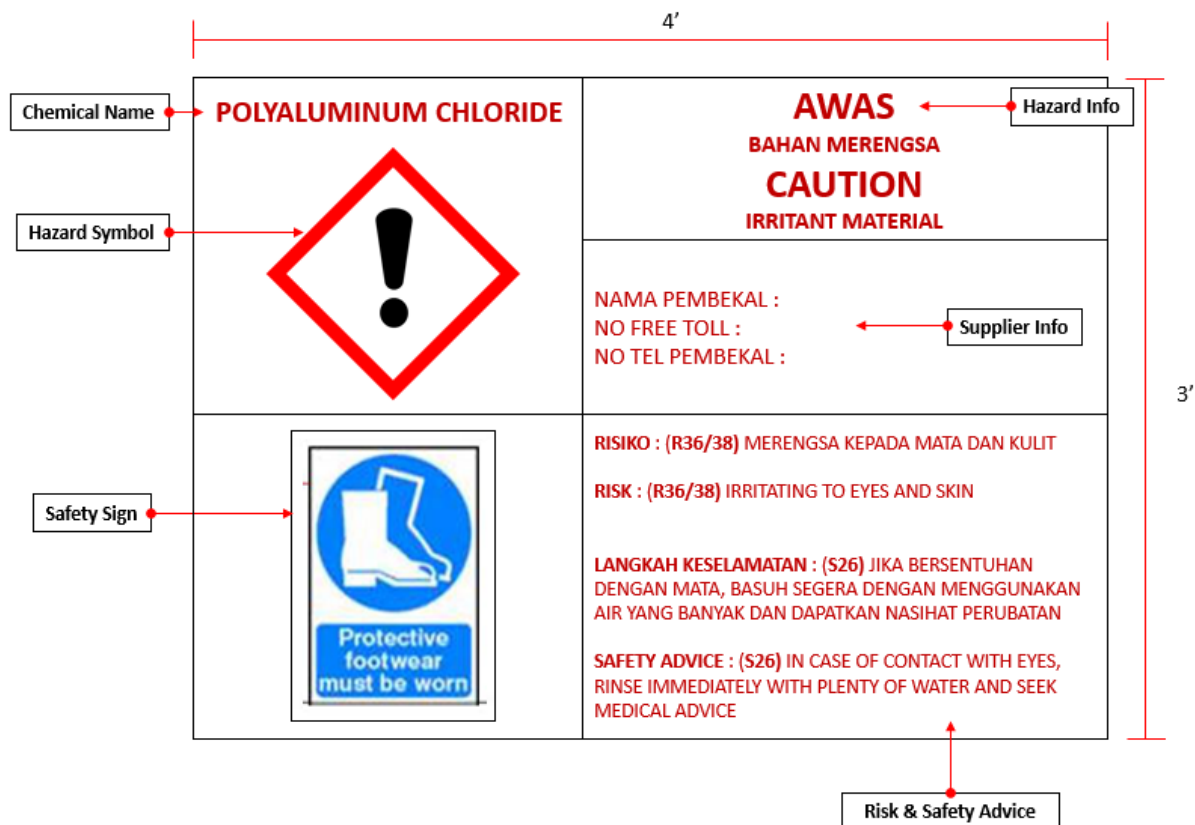 4'
Chemical Name
POLYALUMINUM CHLORIDE
AWAS
Hazard Info
BAHAN MERENGSA
CAUTION
IRRITANT MATERIAL
Hazard Symbol
!
NAMA PEMBEKAL :
NO FREE TOLL :
NO TEL PEMBEKAL :
Supplier Info
3'
Safety Sign
Protective
footwear
must be worn
RISIKO : (R36/38) MERENGSA KEPADA MATA DAN KULIT
RISK : (R36/38) IRRITATING TO EYES AND SKIN
LANGKAH KESELAMATAN : (S26) JIKA BERSENTUHAN
DENGAN MATA, BASUH SEGERA DENGAN MENGGUNAKAN
AIR YANG BANYAK DAN DAPATKAN NASIHAT PERUBATAN
SAFETY ADVICE : (S26) IN CASE OF CONTACT WITH EYES,
RINSE IMMEDIATELY WITH PLENTY OF WATER AND SEEK
MEDICAL ADVICE
Risk & Safety Advice